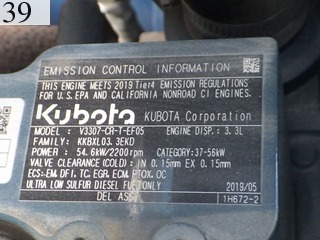 39
EMISSION CONTROL INFORMATION
THIS ENGINE MEETS 2019 Tier4 EMISSION REGULATIONS
FOR U.S. EPA AND CALIFORNIA NONROAD CI ENGINES.
Kubota KUBOTA Corporation
MODEL : V3307-CR-T-EF05 ENGINE DISP.: 3.3L
FAMILY: KKBXL03.3EKD
POWER : 54.6kW/2200rpm CATEGORY:37-56kW
VALVE CLEARANCE (COLD): IN 0.15mm EX 0.15mm
ECS: EM. DFI. TC. CAC. EGR. ECM. PTOX. OC
ULTRA LOW SULFUR DIESEL FUEL ONLY 2019/05
DEL ASSY 1H672-2